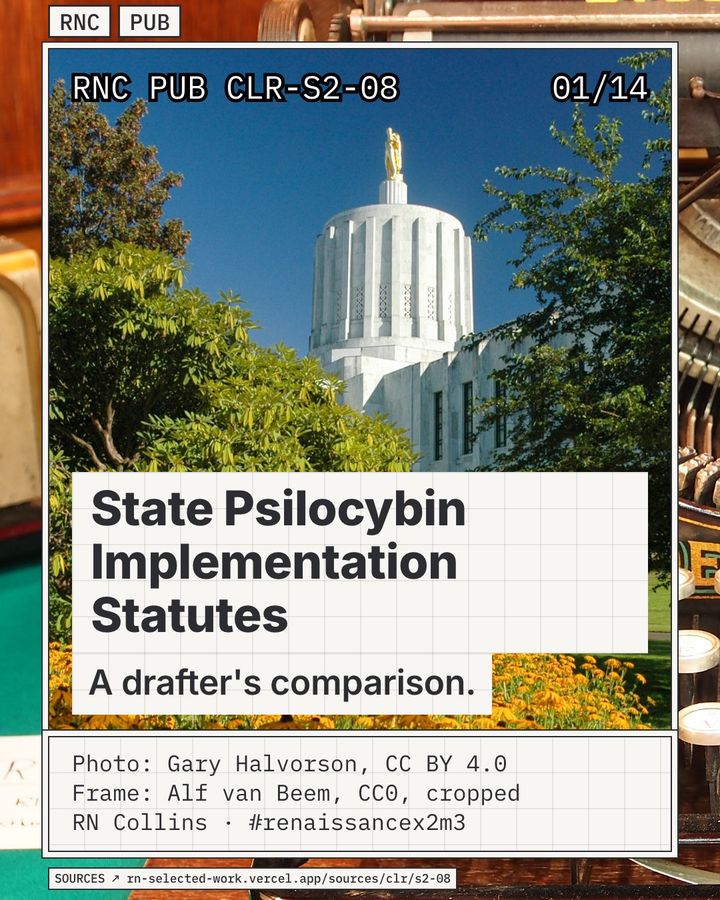 RNC PUB
RNC PUB CLR-S2-08 01/14
State Psilocybin
Implementation
Statutes
A drafter's comparison.
Photo: Gary Halvorson, CC BY 4.0
Frame: Alf van Beem, CC0, cropped
RN Collins · #renaissancex2m3
SOURCES ↗ rn-selected-work.vercel.app/sources/clr/s2-08